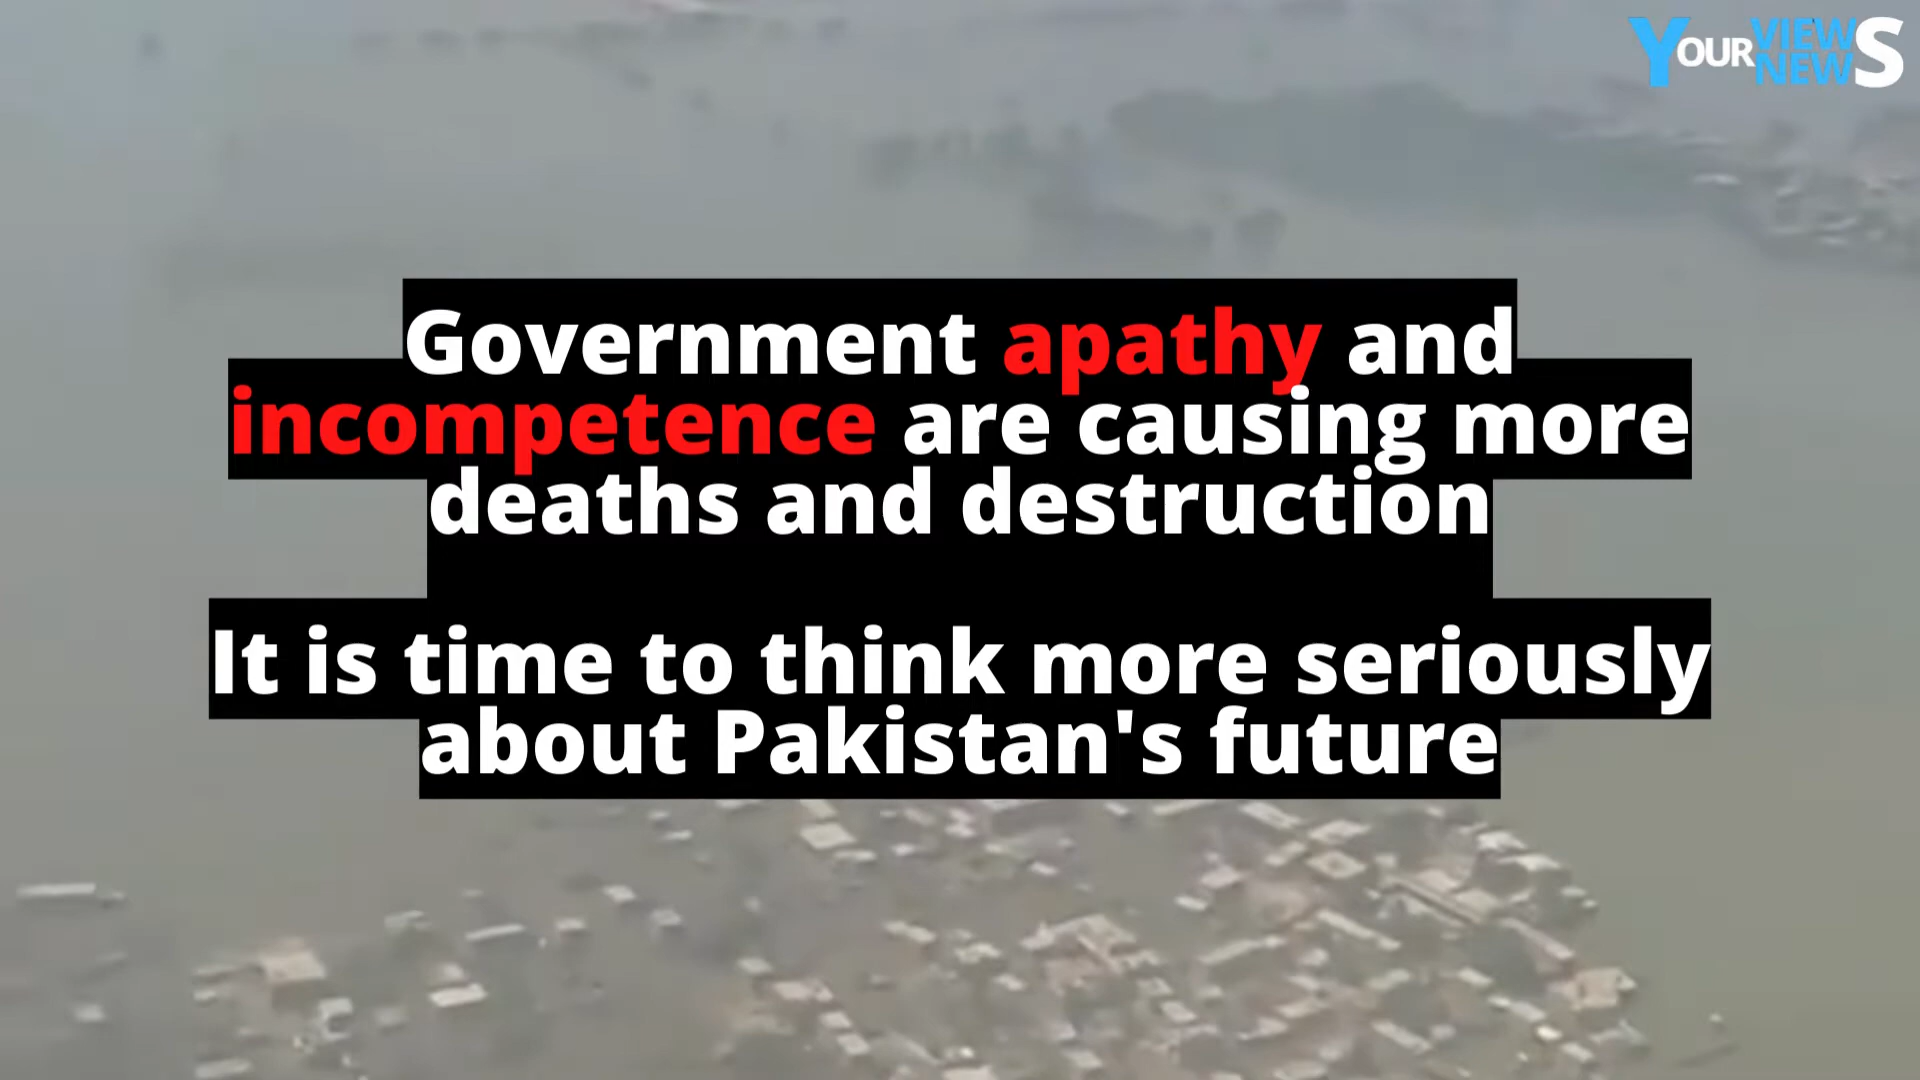 YOUR VIEWS NEWS
Government apathy and
incompetence are causing more
deaths and destruction
It is time to think more seriously
about Pakistan's future